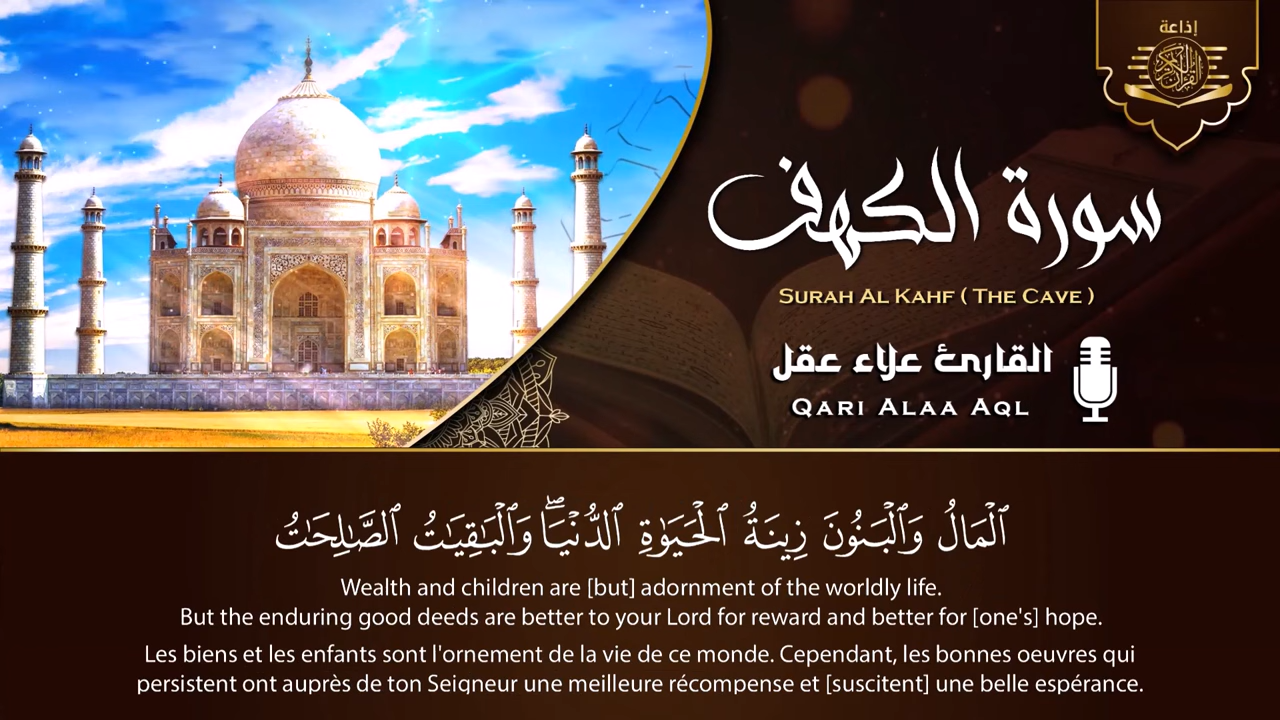 إذاعة
القرآن الكريم
سورة الكهف
SURAH AL KAHF ( THE CAVE )
القارئ علاء عقل
QARI ALAA AQL
ٱلْمَالُ وَٱلْبَنُونَ زِينَةُ ٱلْحَيَوٰةِ ٱلدُّنْيَا ۖ وَٱلْبَـٰقِيَـٰتُ ٱلصَّـٰلِحَـٰتُ
Wealth and children are [but] adornment of the worldly life.
But the enduring good deeds are better to your Lord for reward and better for [one's] hope.
Les biens et les enfants sont l'ornement de la vie de ce monde. Cependant, les bonnes oeuvres qui
persistent ont auprès de ton Seigneur une meilleure récompense et [suscitent] une belle espérance.